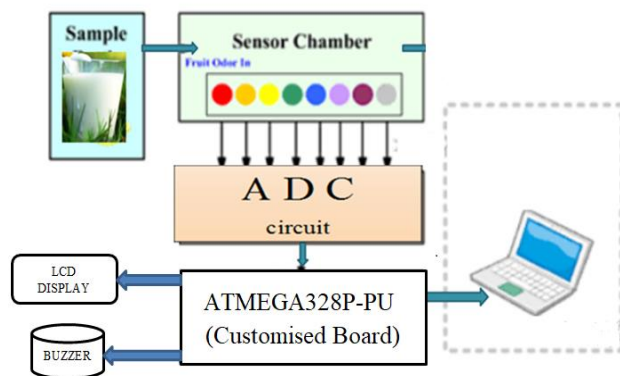 Sample
Sensor Chamber
Fruit Odor In
A D C
circuit
LCD
DISPLAY
ATMEGA328P-PU
(Customised Board)
BUZZER